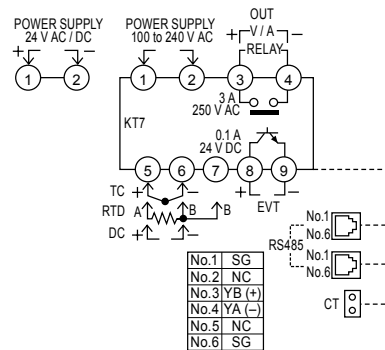 POWER SUPPLY
24 V AC / DC
+ –
1 2
POWER SUPPLY
100 to 240 V AC
OUT
+ V / A –
RELAY
1 2 3 4
3 A
250 V AC
KT7
0.1 A
24 V DC
5 6 7 8 9
TC + –
+ EVT –
RTD A B B
DC + –
RS485
No.1
No.6
No.1
No.6
CT
No.1 SG
No.2 NC
No.3 YB (+)
No.4 YA (–)
No.5 NC
No.6 SG